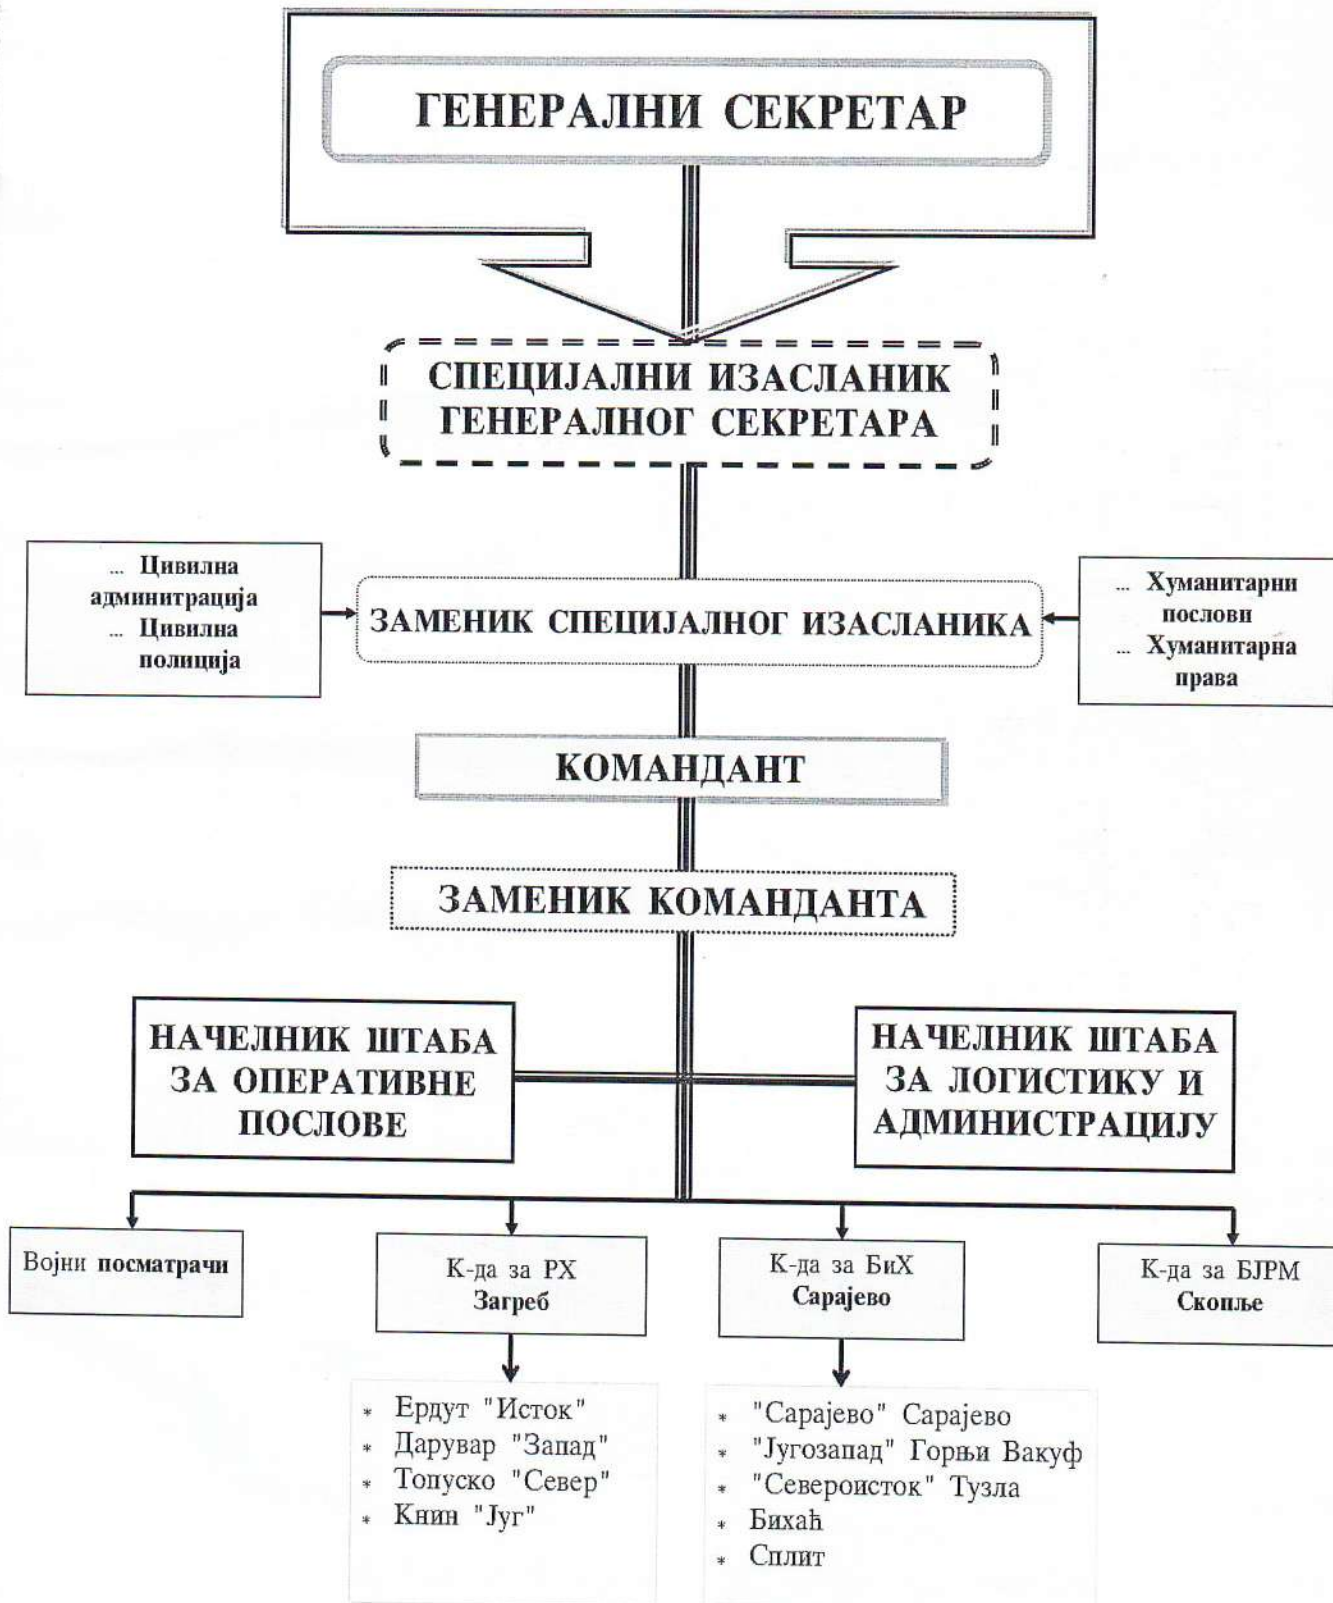 ГЕНЕРАЛНИ СЕКРЕТАР
СПЕЦИЈАЛНИ ИЗАСЛАНИК
ГЕНЕРАЛНОГ СЕКРЕТАРА
... Цивилна
админитрација
... Цивилна
полиција
ЗАМЕНИК СПЕЦИЈАЛНОГ ИЗАСЛАНИКА
... Хуманитарни
послови
... Хуманитарна
права
КОМАНДАНТ
ЗАМЕНИК КОМАНДАНТА
НАЧЕЛНИК ШТАБА
ЗА ОПЕРАТИВНЕ
ПОСЛОВЕ
НАЧЕЛНИК ШТАБА
ЗА ЛОГИСТИКУ И
АДМИНИСТРАЦИЈУ
Војни посматрачи
К-да за РХ
Загреб
К-да за БиХ
Сарајево
К-да за БЈРМ
Скопље
* Ердут "Исток"
* Дарувар "Запад"
* Топуско "Север"
* Книн "Југ"
* "Сарајево" Сарајево
* "Југозапад" Горњи Вакуф
* "Североисток" Тузла
* Бихаћ
* Сплит